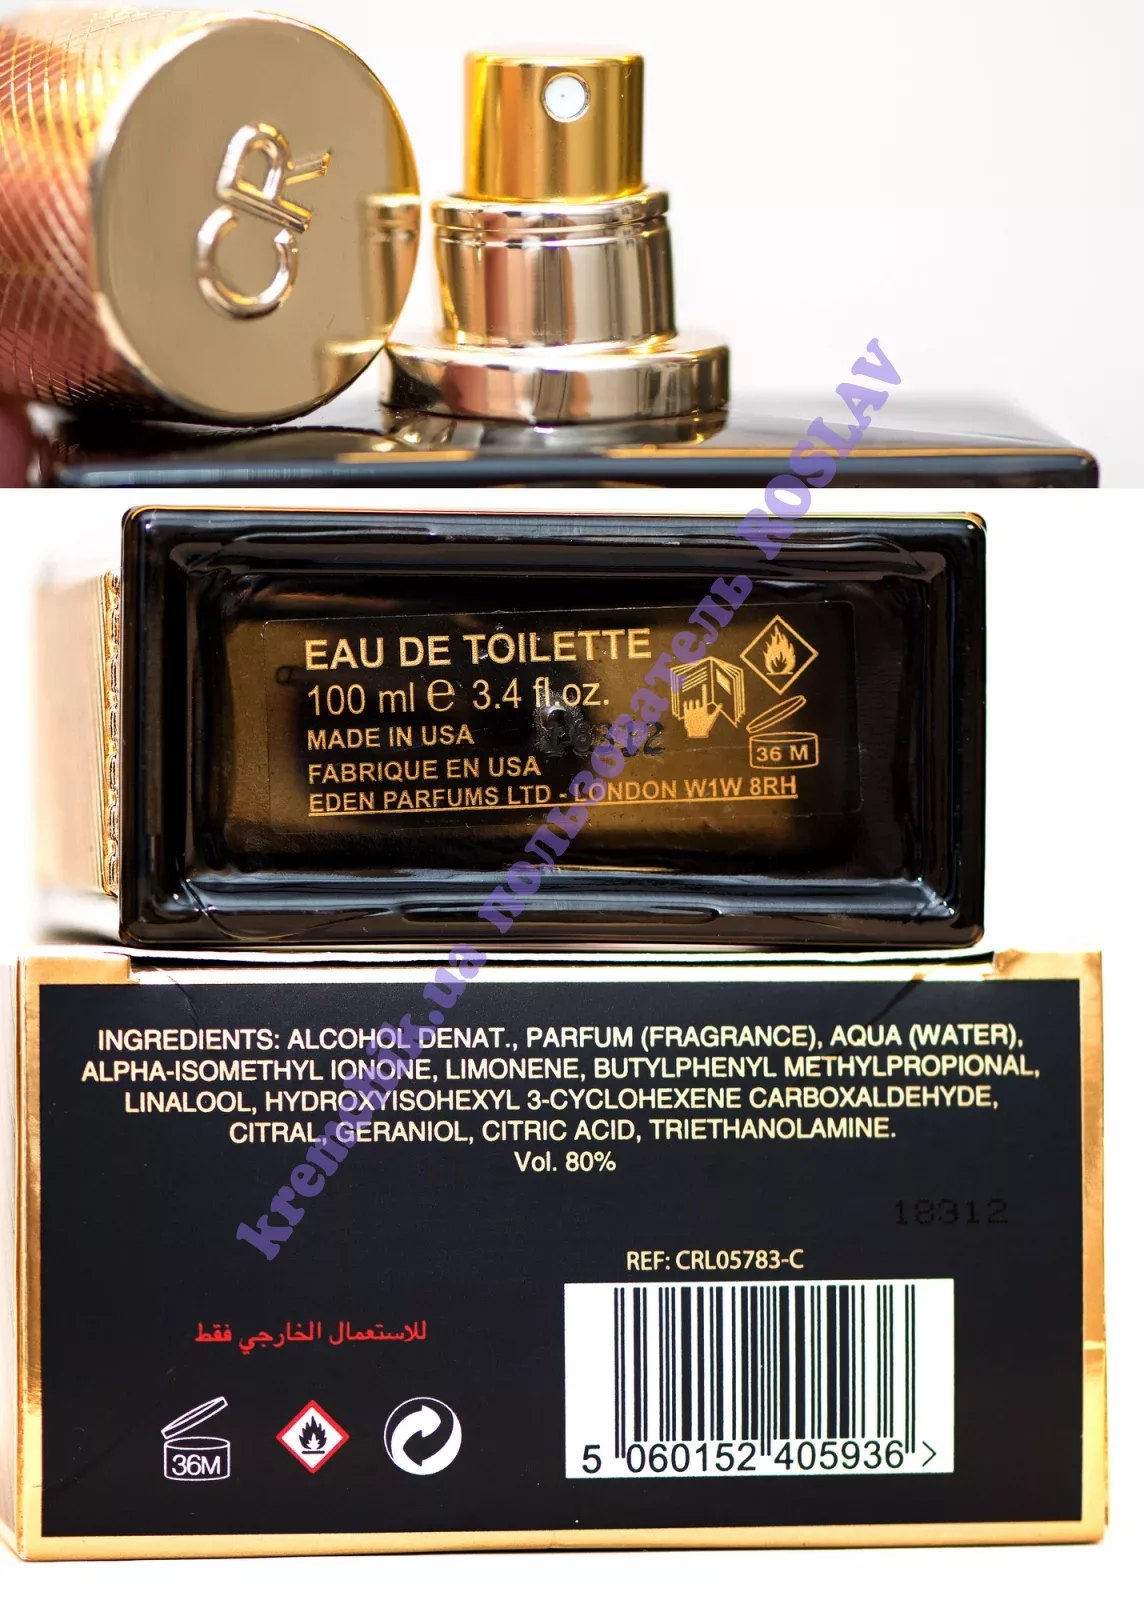 CR
EAU DE TOILETTE
100 ml e 3.4 fl.oz.
MADE IN USA
FABRIQUE EN USA
EDEN PARFUMS LTD - LONDON W1W 8RH
36 M
INGREDIENTS: ALCOHOL DENAT., PARFUM (FRAGRANCE), AQUA (WATER),
ALPHA-ISOMETHYL IONONE, LIMONENE, BUTYLPHENYL METHYLPROPIONAL,
LINALOOL, HYDROXYISOHEXYL 3-CYCLOHEXENE CARBOXALDEHYDE,
CITRAL, GERANIOL, CITRIC ACID, TRIETHANOLAMINE.
Vol. 80%
18312
REF: CRL05783-C
للاستعمال الخارجي فقط
36M
5 060152 405936 >
kremchik.ua пользователь ROSLAV